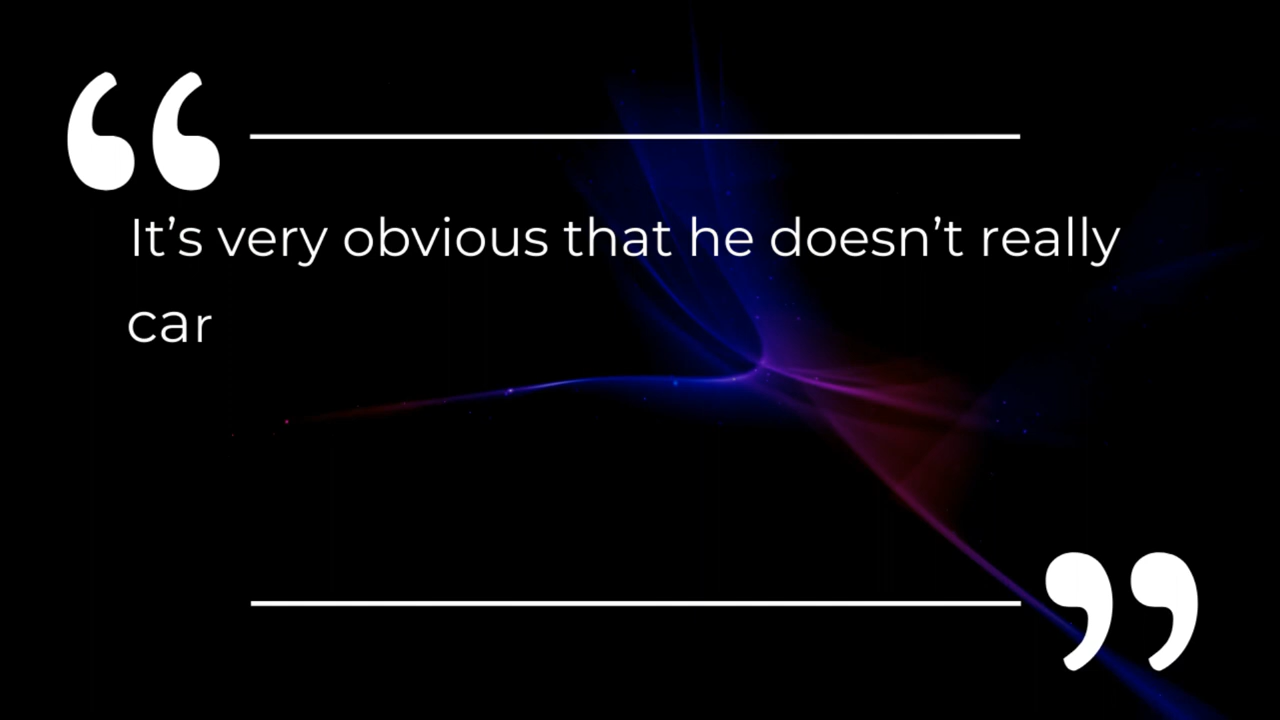 “
It’s very obvious that he doesn’t really
car
”